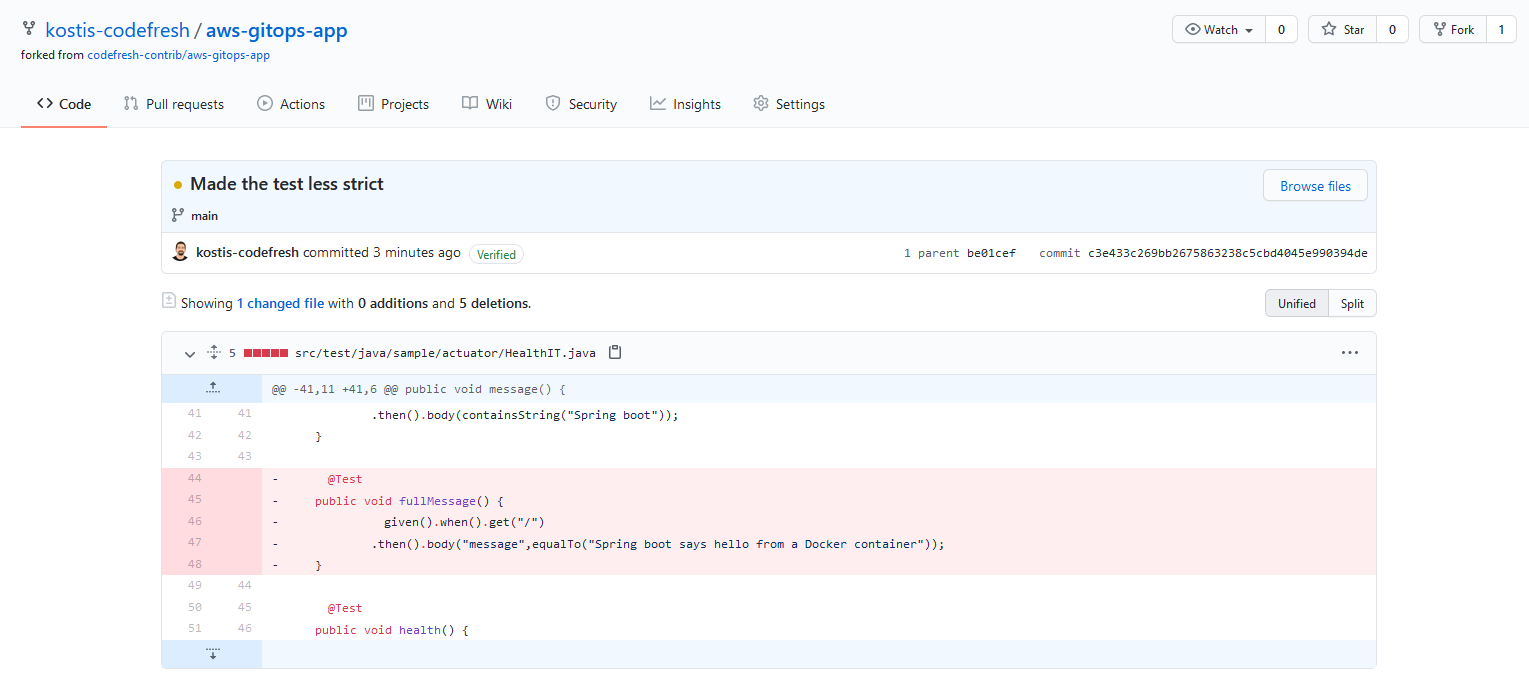 kostis-codefresh / aws-gitops-app
forked from codefresh-contrib/aws-gitops-app
Watch 0 Star 0 Fork 1
Code Pull requests Actions Projects Wiki Security Insights Settings
Made the test less strict
Browse files
main
kostis-codefresh committed 3 minutes ago Verified 1 parent be01cef commit c3e433c269bb2675863238c5cbd4045e990394de
Showing 1 changed file with 0 additions and 5 deletions.
Unified Split
5 src/test/java/sample/actuator/HealthIT.java
@@ -41,11 +41,6 @@ public void message() {
41 41 .then().body(containsString("Spring boot"));
42 42 }
43 43
44 - @Test
45 - public void fullMessage() {
46 - given().when().get("/")
47 - .then().body("message",equalTo("Spring boot says hello from a Docker container"));
48 - }
49 44
50 45 @Test
51 46 public void health() {